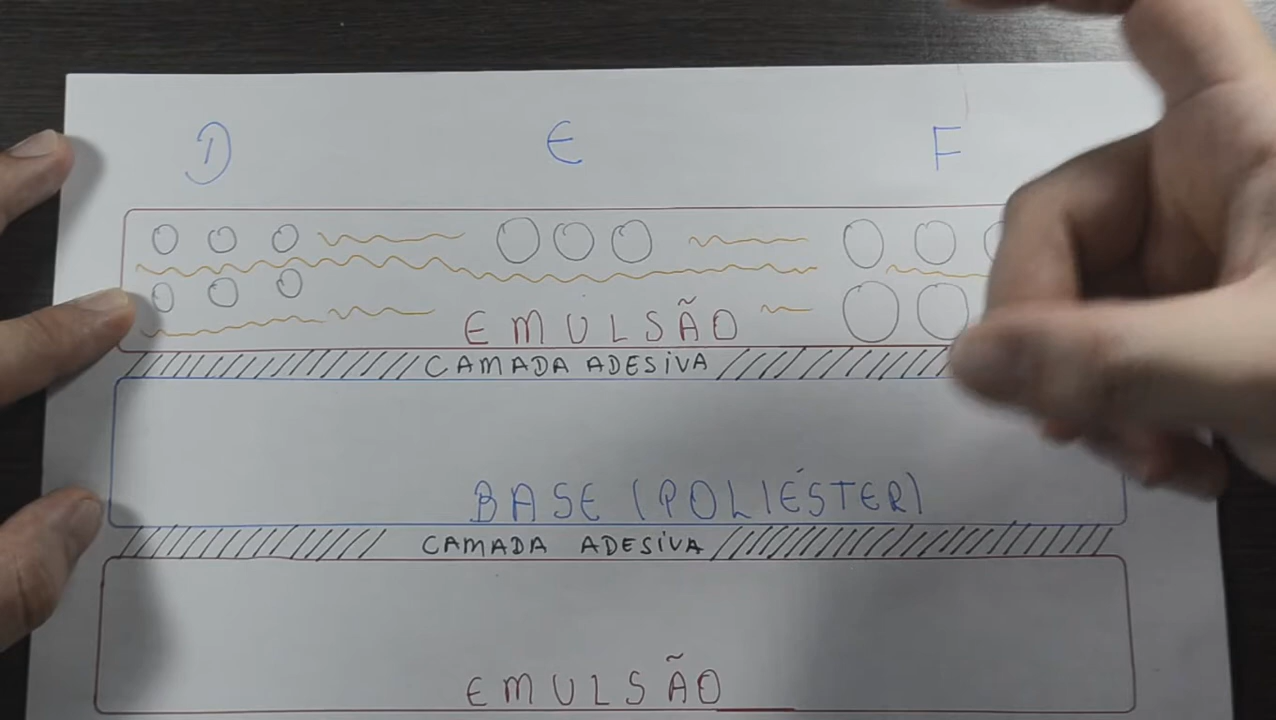 D E F
EMULSÃO
CAMADA ADESIVA
BASE (POLIÉSTER)
CAMADA ADESIVA
EMULSÃO